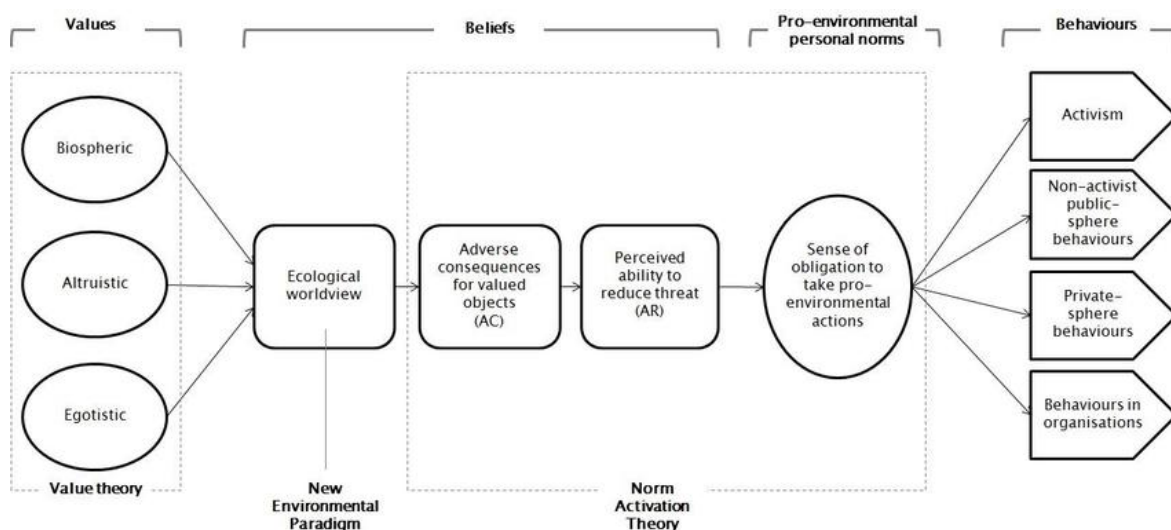 Values
Beliefs
Pro-environmental
personal norms
Behaviours
Biospheric
Altruistic
Egotistic
Ecological
worldview
Adverse
consequences
for valued
objects
(AC)
Perceived
ability to
reduce threat
(AR)
Sense of
obligation to
take pro-
environmental
actions
Activism
Non-activist
public-
sphere
behaviours
Private-
sphere
behaviours
Behaviours in
organisations
Value theory
New
Environmental
Paradigm
Norm
Activation
Theory